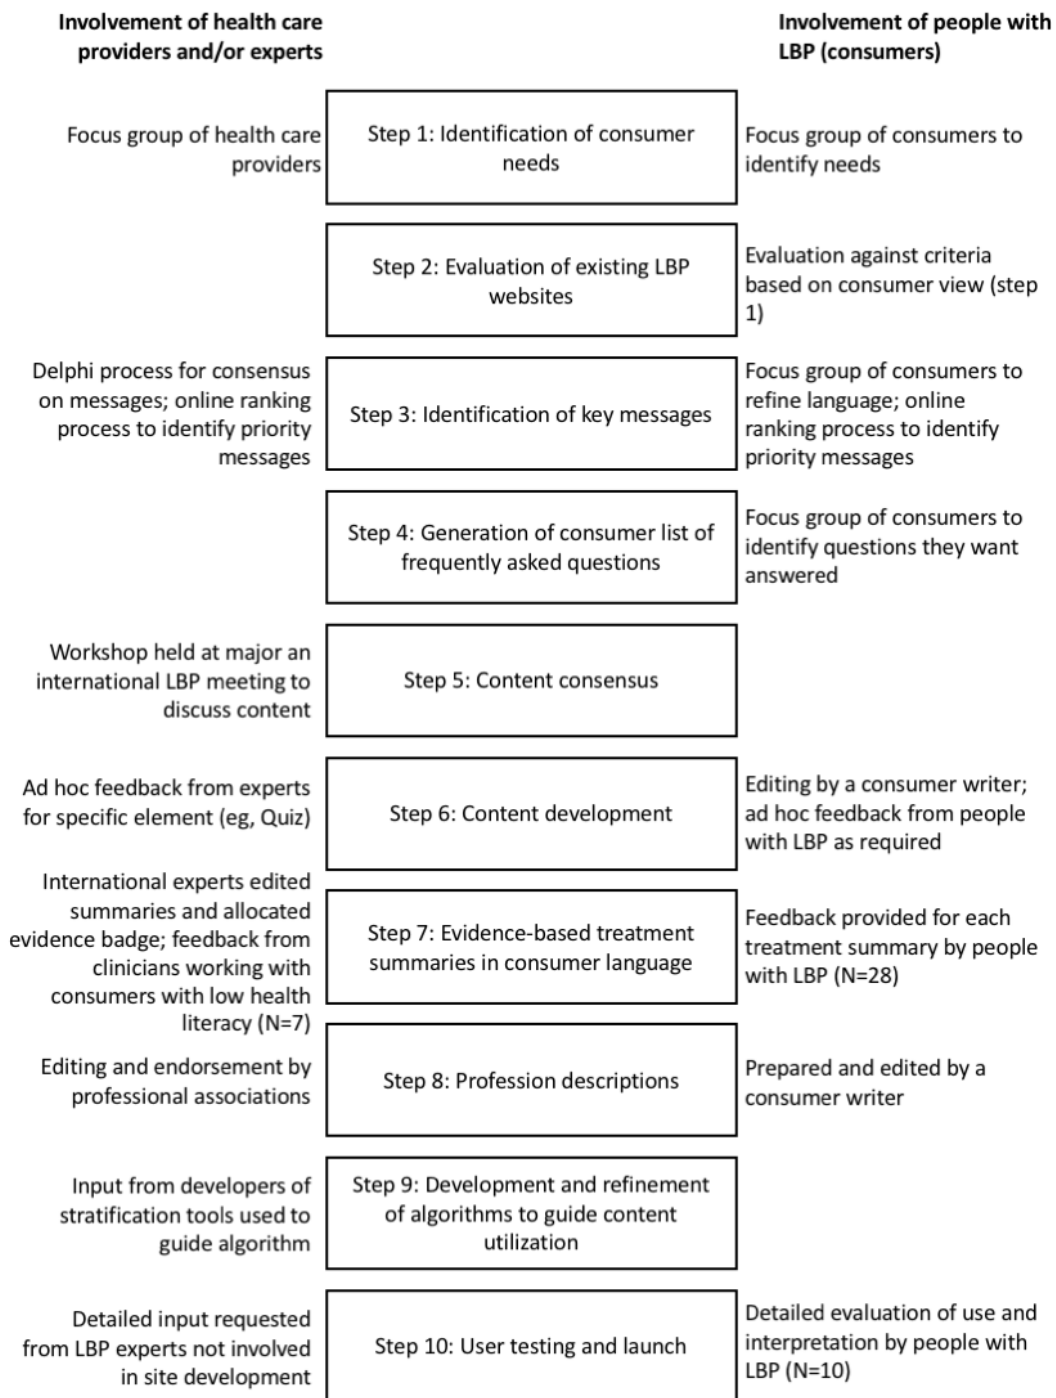 Involvement of health care
providers and/or experts
Involvement of people with
LBP (consumers)
Focus group of health care
providers
Step 1: Identification of consumer
needs
Focus group of consumers to
identify needs
Step 2: Evaluation of existing LBP
websites
Evaluation against criteria
based on consumer view (step
1)
Delphi process for consensus
on messages; online ranking
process to identify priority
messages
Step 3: Identification of key messages
Focus group of consumers to
refine language; online
ranking process to identify
priority messages
Step 4: Generation of consumer list of
frequently asked questions
Focus group of consumers to
identify questions they want
answered
Workshop held at major an
international LBP meeting to
discuss content
Step 5: Content consensus
Ad hoc feedback from experts
for specific element (eg, Quiz)
Step 6: Content development
Editing by a consumer writer;
ad hoc feedback from people
with LBP as required
International experts edited
summaries and allocated
evidence badge; feedback from
clinicians working with
consumers with low health
literacy (N=7)
Step 7: Evidence-based treatment
summaries in consumer language
Feedback provided for each
treatment summary by people
with LBP (N=28)
Editing and endorsement by
professional associations
Step 8: Profession descriptions
Prepared and edited by a
consumer writer
Input from developers of
stratification tools used to
guide algorithm
Step 9: Development and refinement
of algorithms to guide content
utilization
Detailed input requested
from LBP experts not involved
in site development
Step 10: User testing and launch
Detailed evaluation of use and
interpretation by people with
LBP (N=10)